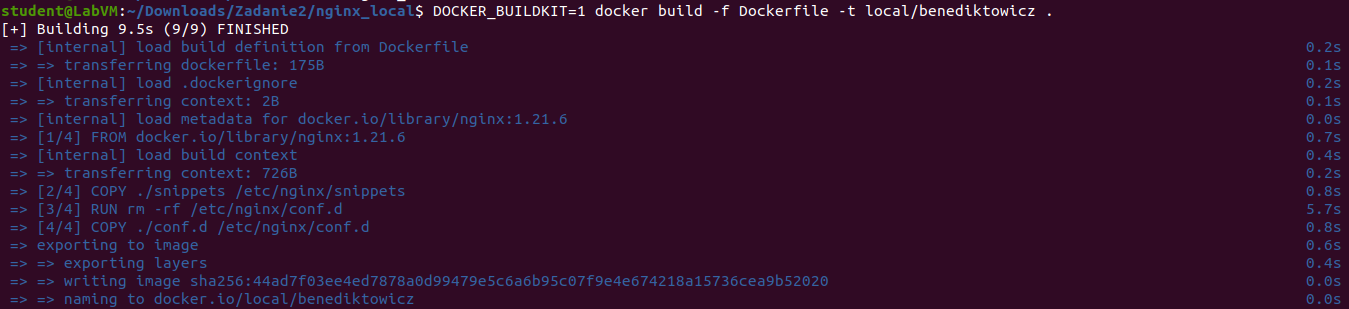 student@LabVM:~/Downloads/Zadanie2/nginx_local$ DOCKER_BUILDKIT=1 docker build -f Dockerfile -t local/benediktowicz .
[+] Building 9.5s (9/9) FINISHED
 => [internal] load build definition from Dockerfile 0.2s
 => => transferring dockerfile: 175B 0.1s
 => [internal] load .dockerignore 0.2s
 => => transferring context: 2B 0.1s
 => [internal] load metadata for docker.io/library/nginx:1.21.6 0.0s
 => [1/4] FROM docker.io/library/nginx:1.21.6 0.7s
 => [internal] load build context 0.4s
 => => transferring context: 726B 0.2s
 => [2/4] COPY ./snippets /etc/nginx/snippets 0.8s
 => [3/4] RUN rm -rf /etc/nginx/conf.d 5.7s
 => [4/4] COPY ./conf.d /etc/nginx/conf.d 0.8s
 => exporting to image 0.6s
 => => exporting layers 0.4s
 => => writing image sha256:44ad7f03ee4ed7878a0d99479e5c6a6b95c07f9e4e674218a15736cea9b52020 0.0s
 => => naming to docker.io/local/benediktowicz 0.0s